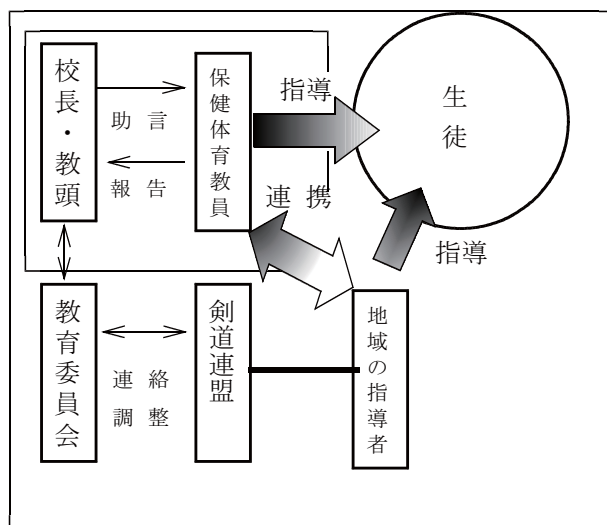 校長・教頭
助言
報告
保健体育教員
指導
生徒
連携
指導
教育委員会
連絡
調整
剣道連盟
地域の指導者